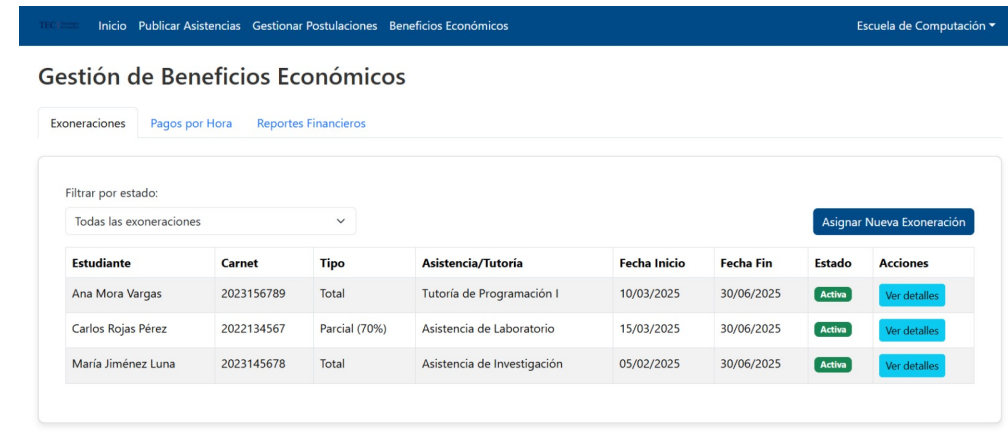 TEC
Inicio Publicar Asistencias Gestionar Postulaciones Beneficios Económicos Escuela de Computación
Gestión de Beneficios Económicos
Exoneraciones Pagos por Hora Reportes Financieros
Filtrar por estado:
Todas las exoneraciones
Asignar Nueva Exoneración
Estudiante Carnet Tipo Asistencia/Tutoría Fecha Inicio Fecha Fin Estado Acciones
Ana Mora Vargas 2023156789 Total Tutoría de Programación I 10/03/2025 30/06/2025 Activa Ver detalles
Carlos Rojas Pérez 2022134567 Parcial (70%) Asistencia de Laboratorio 15/03/2025 30/06/2025 Activa Ver detalles
María Jiménez Luna 2023145678 Total Asistencia de Investigación 05/02/2025 30/06/2025 Activa Ver detalles